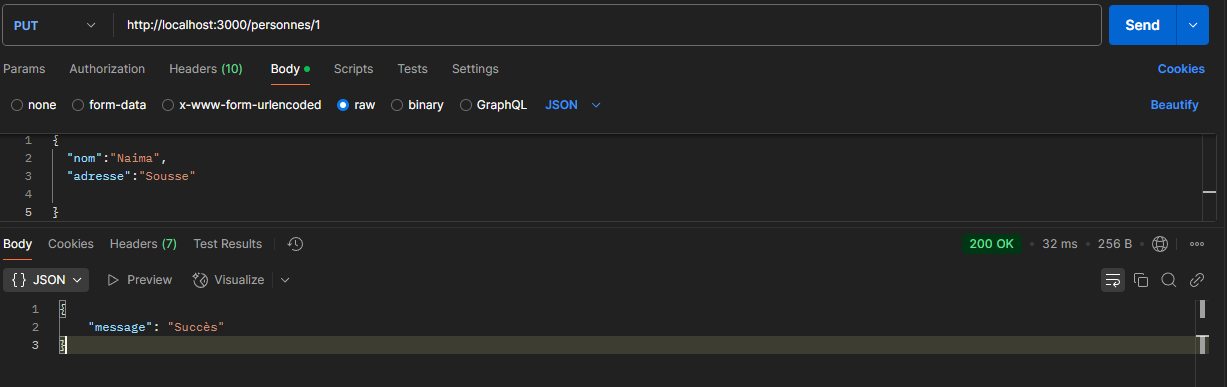 PUT http://localhost:3000/personnes/1 Send
Params Authorization Headers (10) Body Scripts Tests Settings Cookies
none form-data x-www-form-urlencoded raw binary GraphQL JSON Beautify
1 {
2 "nom":"Naima",
3 "adresse":"Sousse"
4
5 }
Body Cookies Headers (7) Test Results 200 OK 32 ms 256 B
{} JSON Preview Visualize
1 {
2 "message": "Succès"
3 }